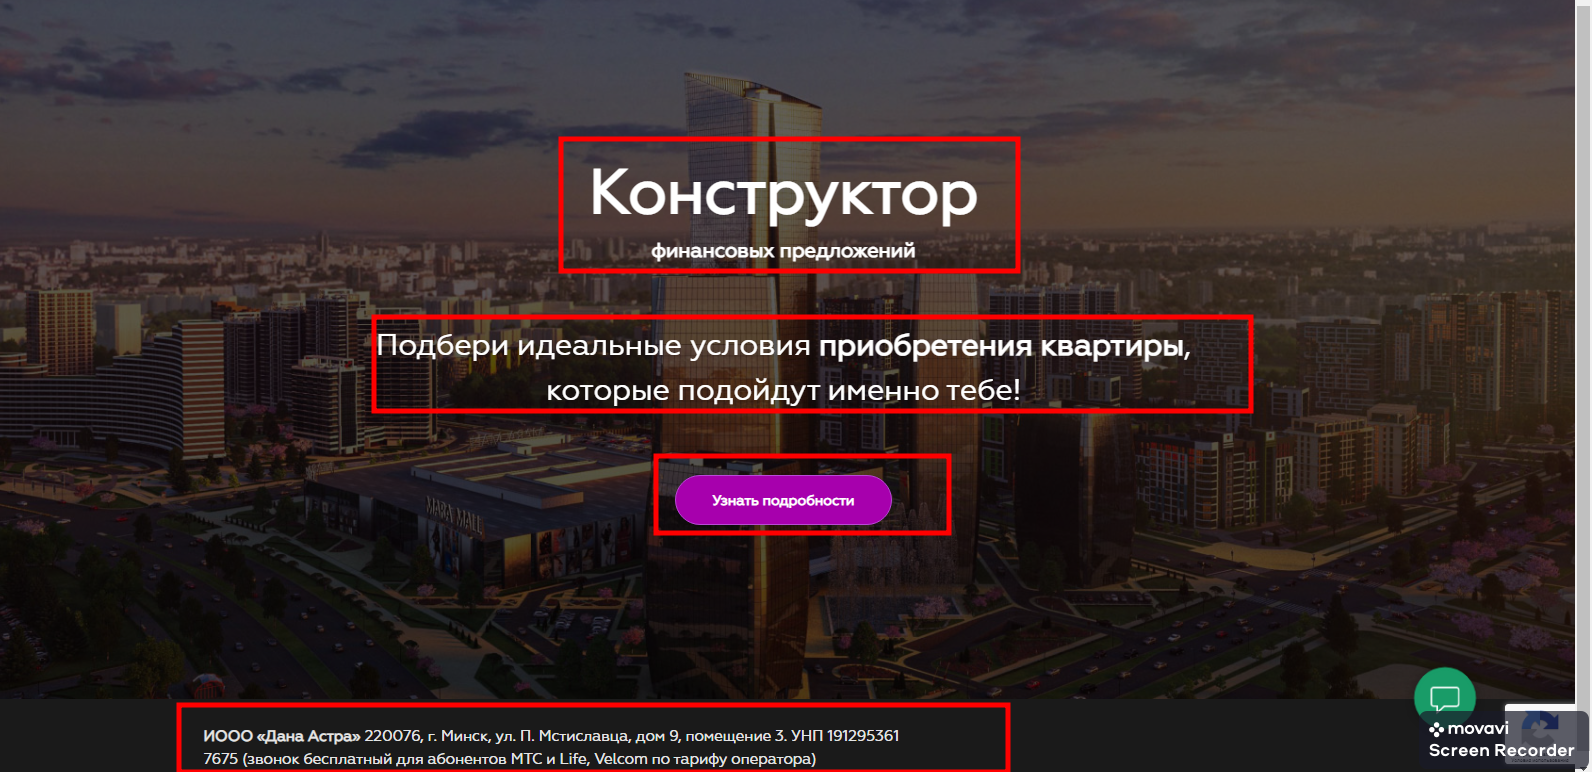 Конструктор
финансовых предложений
Подбери идеальные условия приобретения квартиры,
которые подойдут именно тебе!
MARA MALL
Узнать подробности
ИООО «Дана Астра» 220076, г. Минск, ул. П. Мстиславца, дом 9, помещение 3. УНП 191295361
7675 (звонок бесплатный для абонентов МТС и Life, Velcom по тарифу оператора)
movavi
Screen Recorder